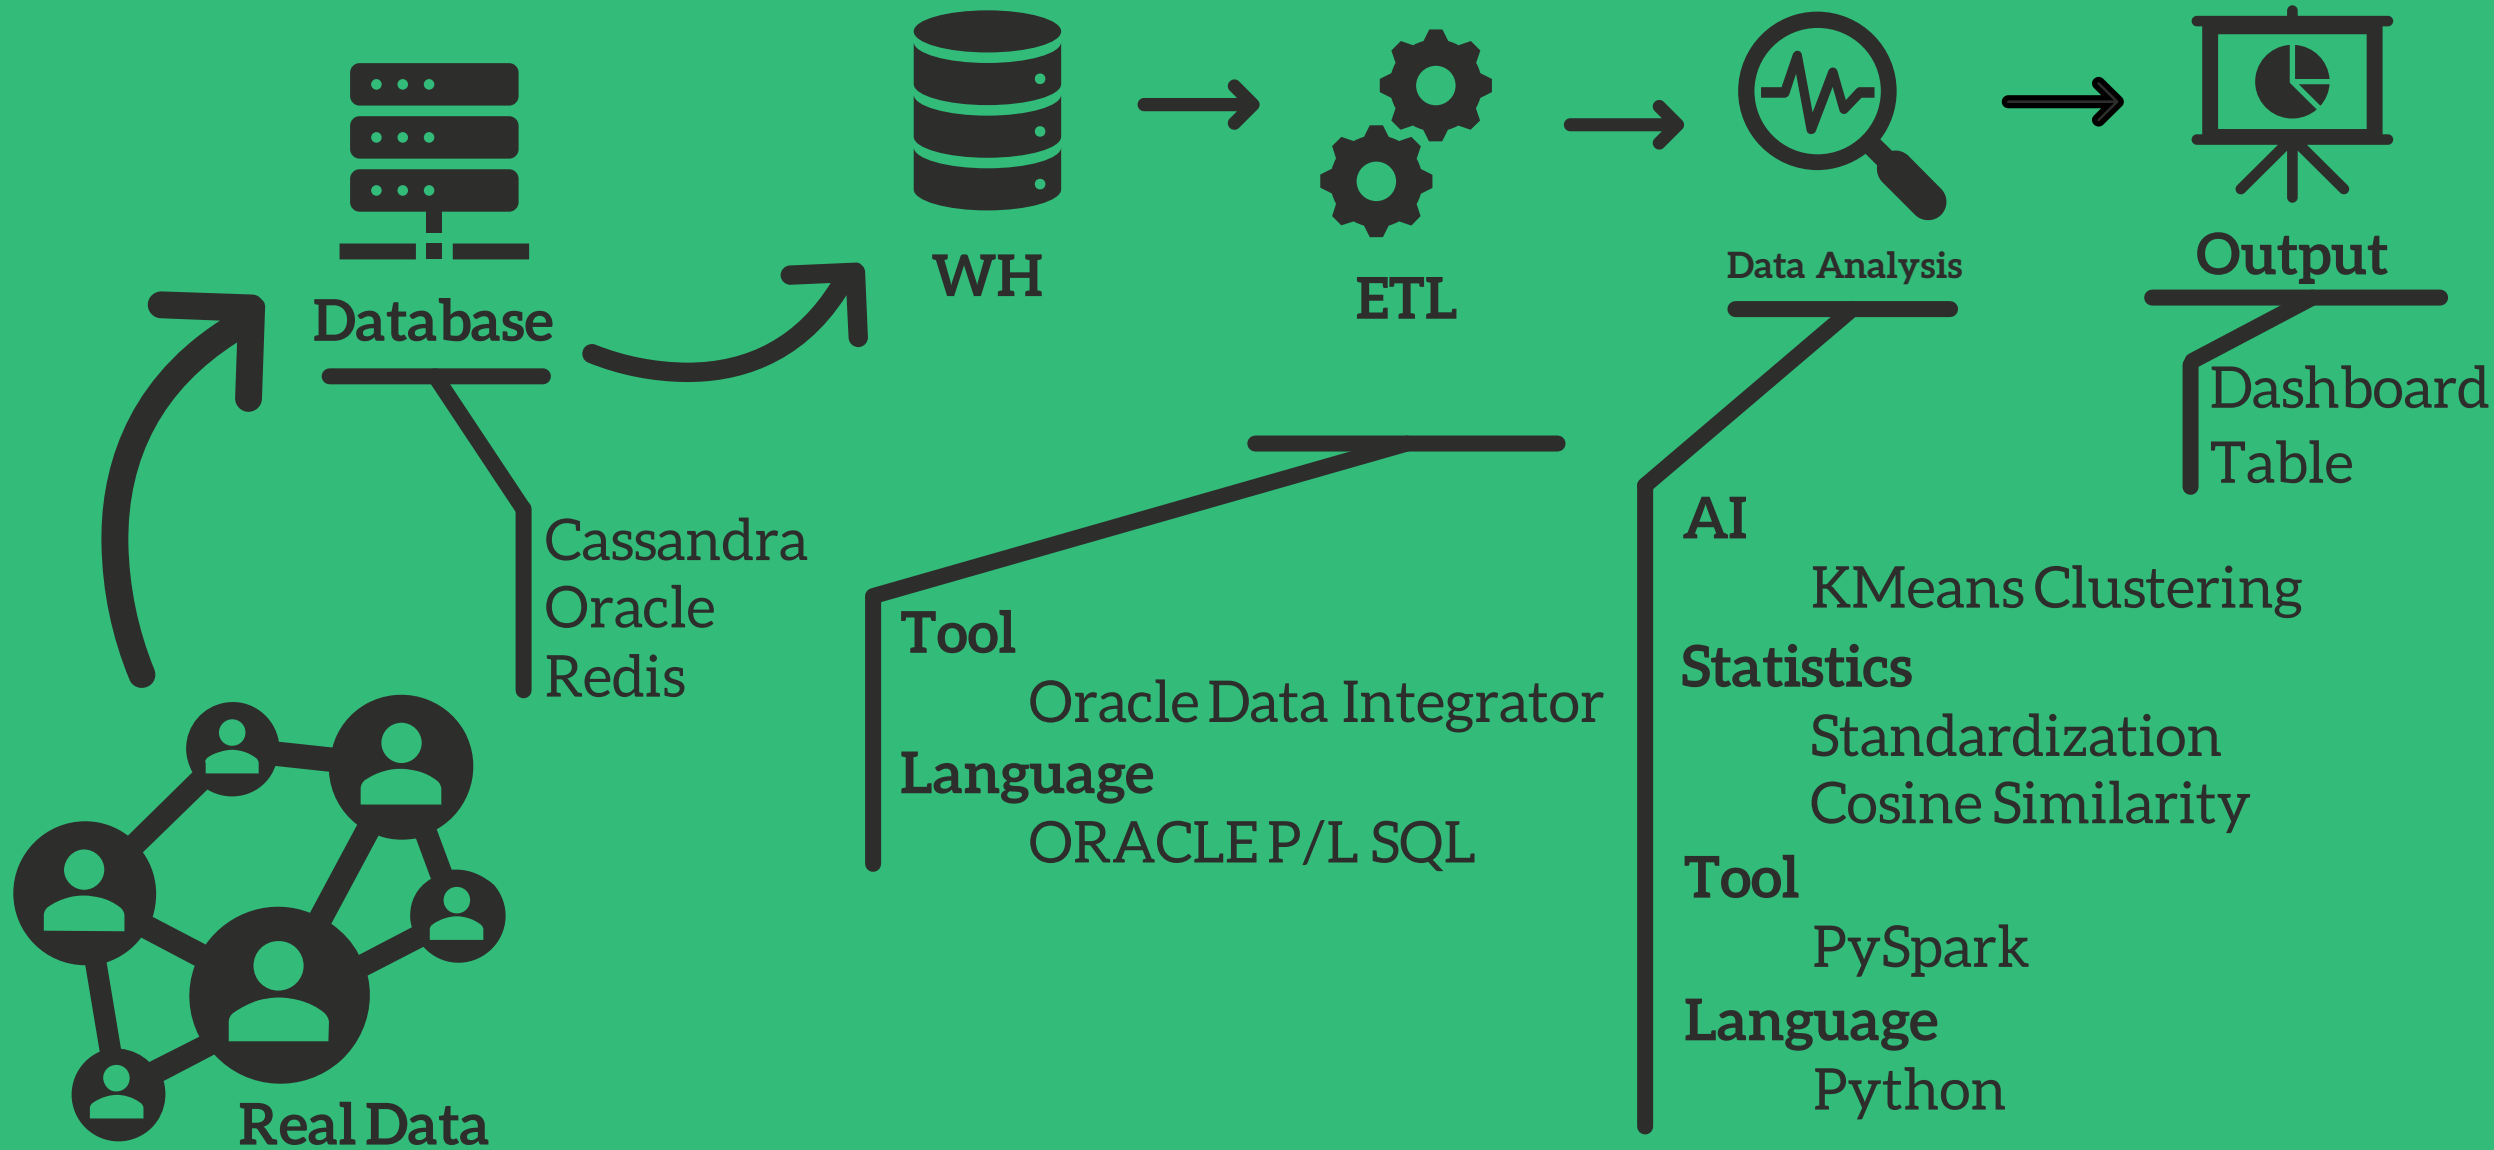 Database
Cassandra
Oracle
Redis
Real Data
WH
ETL
Tool
Oracle Data Integrator
Language
ORACLE P/L SQL
Data Analysis
AI
KMeans Clustering
Statistics
Standardization
Cosine Similarity
Tool
PySpark
Language
Python
Output
Dashboard
Table